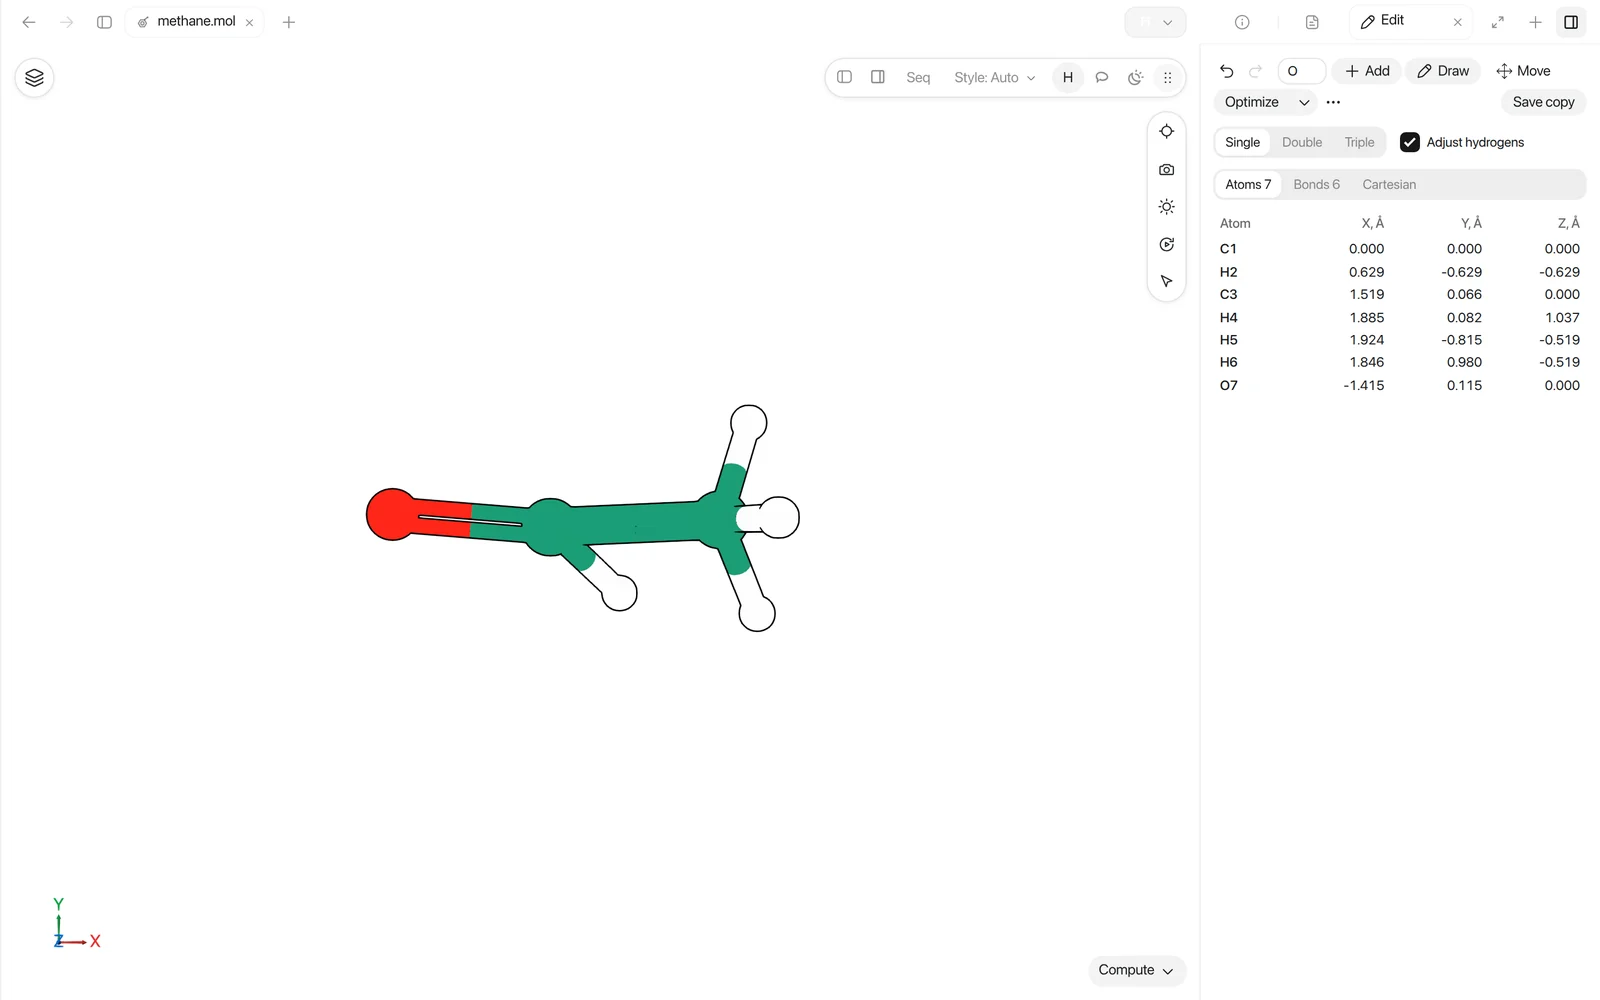 methane.mol
Edit
Seq
Style: Auto
H
O
Add
Draw
Move
Optimize
Save copy
Single
Double
Triple
Adjust hydrogens
Atoms 7
Bonds 6
Cartesian
Atom X, Å Y, Å Z, Å
C1 0.000 0.000 0.000
H2 0.629 -0.629 -0.629
C3 1.519 0.066 0.000
H4 1.885 0.082 1.037
H5 1.924 -0.815 -0.519
H6 1.846 0.980 -0.519
O7 -1.415 0.115 0.000
Y
Z
X
Compute